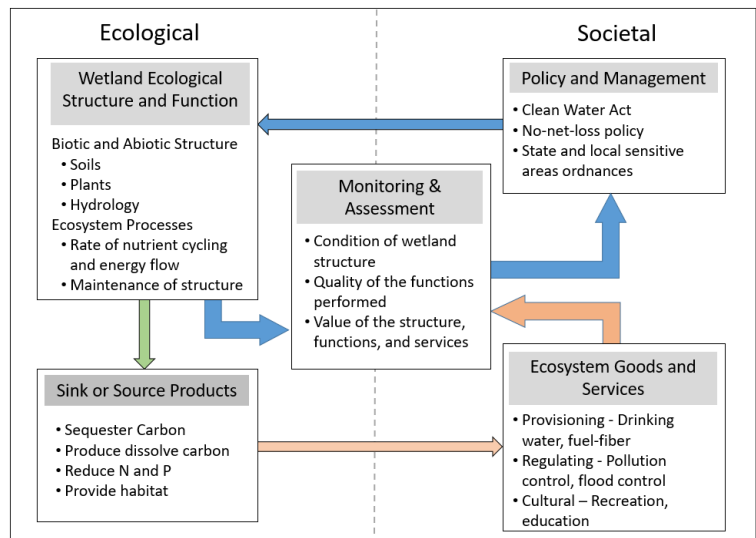 Ecological
Societal
Wetland Ecological
Structure and Function
Biotic and Abiotic Structure
• Soils
• Plants
• Hydrology
Ecosystem Processes
• Rate of nutrient cycling
and energy flow
• Maintenance of structure
Policy and Management
• Clean Water Act
• No-net-loss policy
• State and local sensitive
areas ordnances
Monitoring &
Assessment
• Condition of wetland
structure
• Quality of the functions
performed
• Value of the structure,
functions, and services
Sink or Source Products
• Sequester Carbon
• Produce dissolve carbon
• Reduce N and P
• Provide habitat
Ecosystem Goods and
Services
• Provisioning - Drinking
water, fuel-fiber
• Regulating - Pollution
control, flood control
• Cultural – Recreation,
education